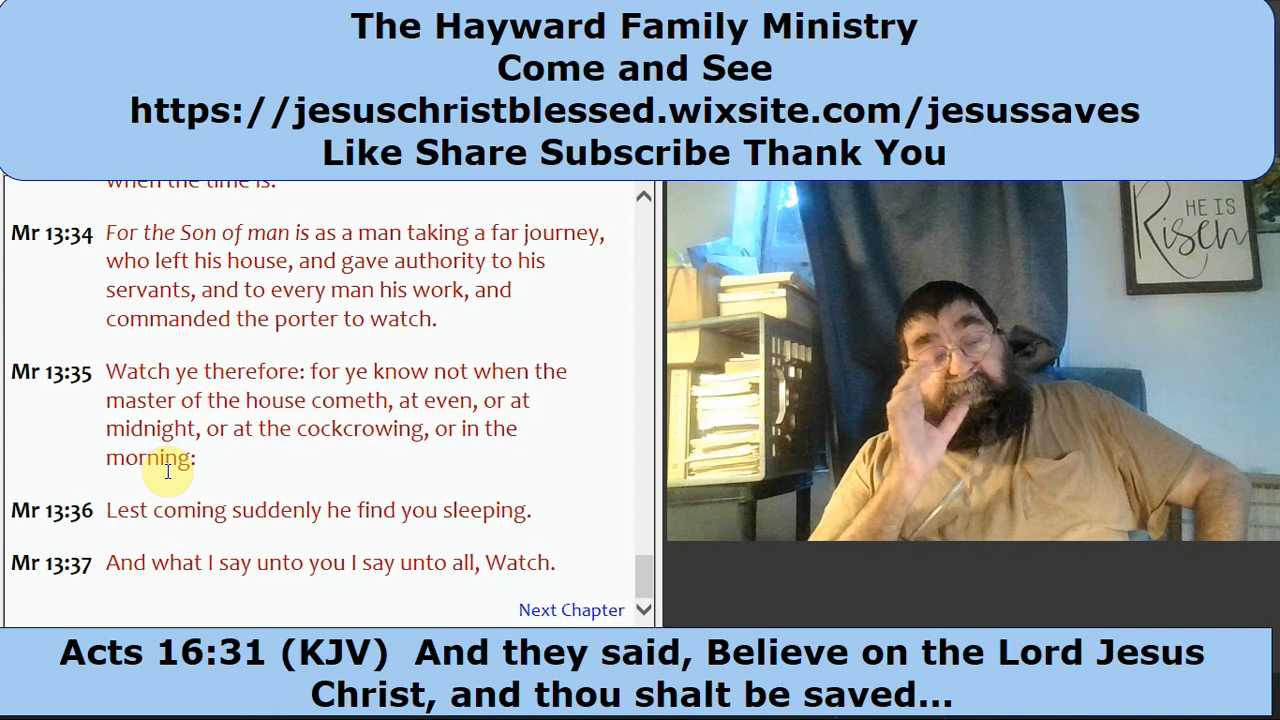 The Hayward Family Ministry
Come and See
https://jesuschristblessed.wixsite.com/jesussaves
Like Share Subscribe Thank You
when the time is.
Mr 13:34 For the Son of man is as a man taking a far journey,
who left his house, and gave authority to his
servants, and to every man his work, and
commanded the porter to watch.
Mr 13:35 Watch ye therefore: for ye know not when the
master of the house cometh, at even, or at
midnight, or at the cockcrowing, or in the
morning:
Mr 13:36 Lest coming suddenly he find you sleeping.
Mr 13:37 And what I say unto you I say unto all, Watch.
Next Chapter
HE IS
Risen
Acts 16:31 (KJV) And they said, Believe on the Lord Jesus
Christ, and thou shalt be saved...